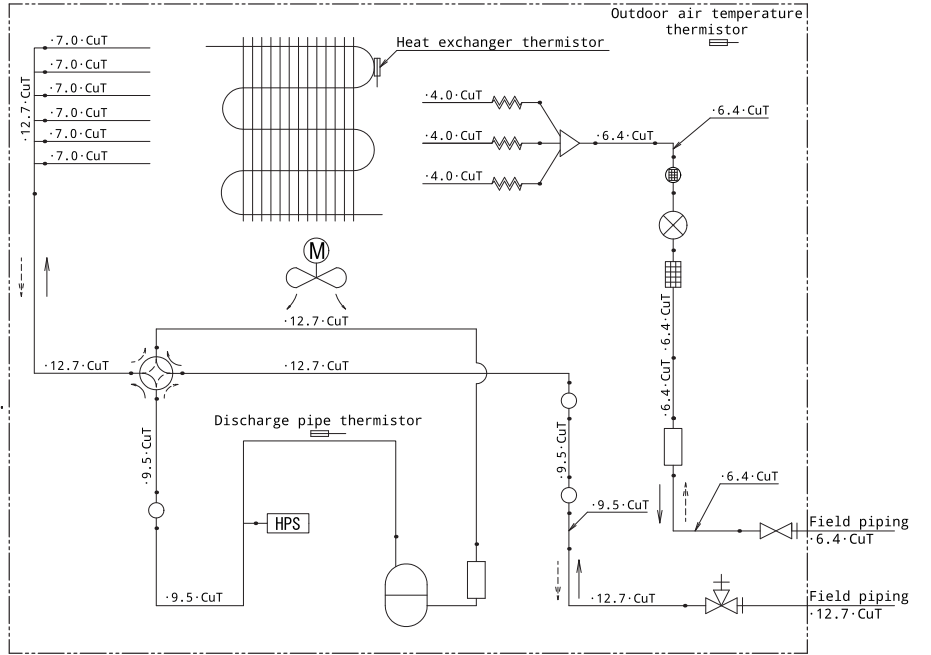 Outdoor air temperature
thermistor
·7.0·CuT
·7.0·CuT
·7.0·CuT
·7.0·CuT
·7.0·CuT
·7.0·CuT
·12.7·CuT
Heat exchanger thermistor
·4.0·CuT
·4.0·CuT
·4.0·CuT
·6.4·CuT
·6.4·CuT
M
·12.7·CuT
·12.7·CuT
·12.7·CuT
·6.4·CuT
·6.4·CuT
Discharge pipe thermistor
·9.5·CuT
·9.5·CuT
HPS
·9.5·CuT
·6.4·CuT
Field piping
·6.4·CuT
·9.5·CuT
·12.7·CuT
Field piping
·12.7·CuT